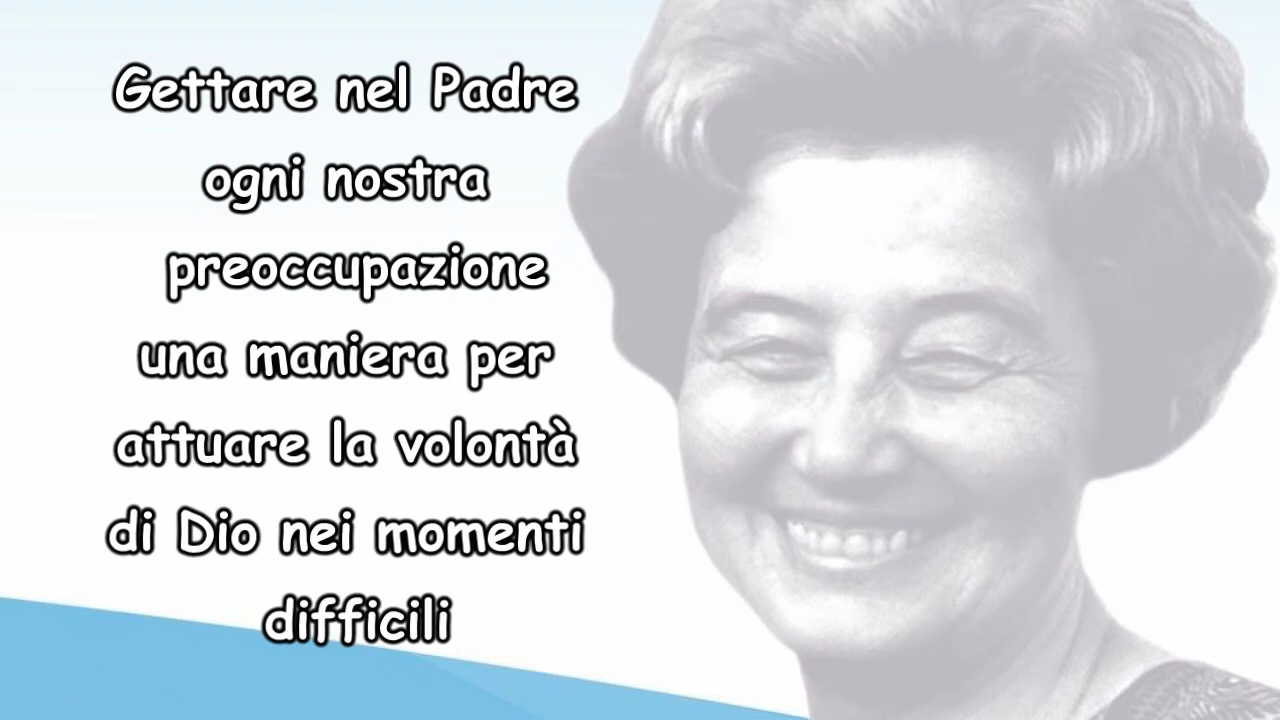 Gettare nel Padre
ogni nostra
preoccupazione
una maniera per
attuare la volontà
di Dio nei momenti
difficili